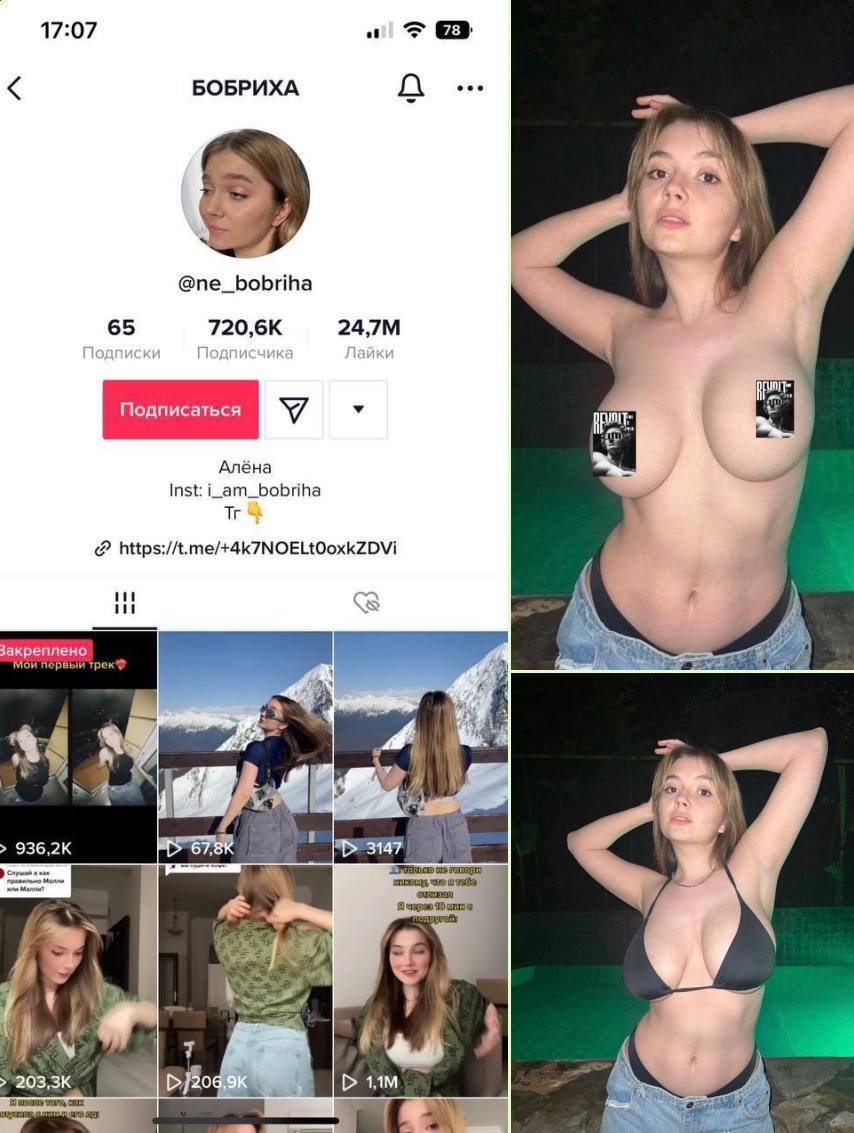 17:07
78
БОБРИХА
@ne_bobriha
65
720,6K
24,7M
Подписки
Подписчика
Лайки
Подписаться
Алёна
Inst: i_am_bobriha
Тг👇
https://t.me/+4k7NOELt0oxkZDVi
Закреплено
Мой первый трек
936,2K
67,8K
3147
Слушай а как
правильно Молли
или Малли?
только не говори
никому, что я тебе
отлизал
Я через 10 мин с
подругой:
203,3K
206,9K
1,1M
Я после того, как
REVOLT
REVOLT